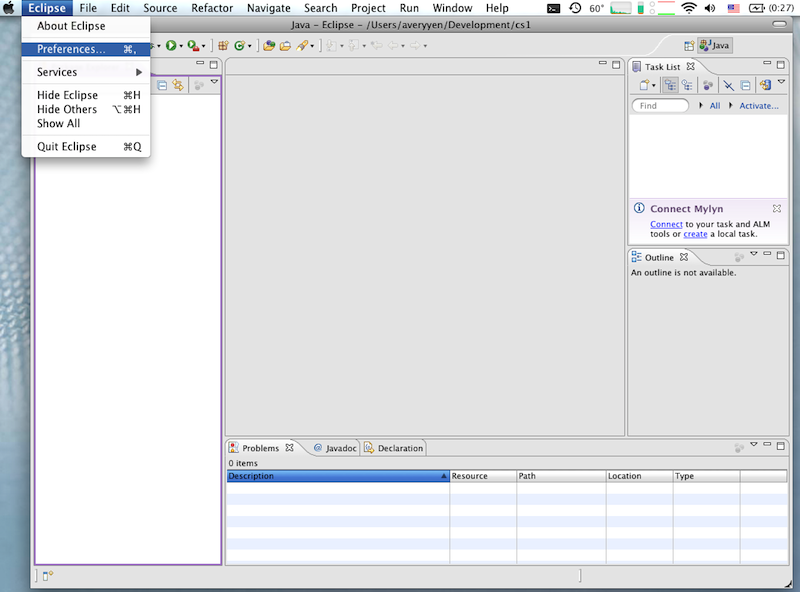 Eclipse File Edit Source Refactor Navigate Search Project Run Window Help 60° (0:27)
About Eclipse
Preferences... ⌘,
Services
Hide Eclipse ⌘H
Hide Others ⌥⌘H
Show All
Quit Eclipse ⌘Q
Java – Eclipse – /Users/averyyen/Development/cs1
Java
Task List
Find All Activate...
Connect Mylyn
Connect to your task and ALM
tools or create a local task.
Outline
An outline is not available.
Problems Javadoc Declaration
0 items
Description Resource Path Location Type